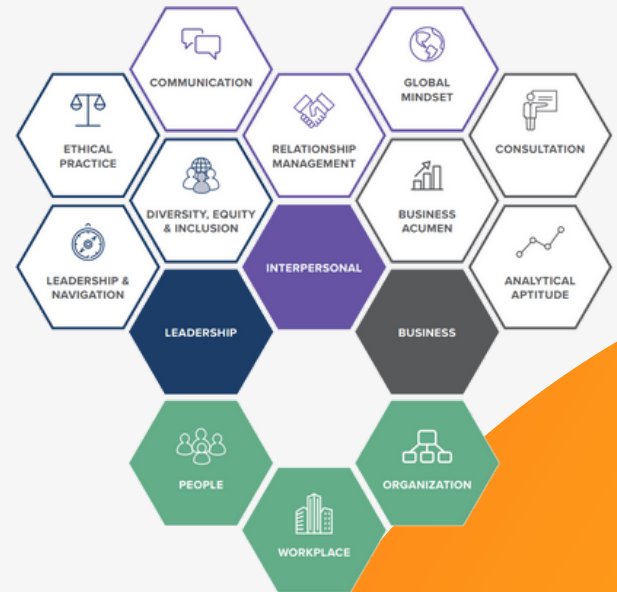 COMMUNICATION
GLOBAL
MINDSET
ETHICAL
PRACTICE
RELATIONSHIP
MANAGEMENT
CONSULTATION
DIVERSITY, EQUITY
& INCLUSION
BUSINESS
ACUMEN
LEADERSHIP &
NAVIGATION
INTERPERSONAL
ANALYTICAL
APTITUDE
LEADERSHIP
BUSINESS
PEOPLE
ORGANIZATION
WORKPLACE